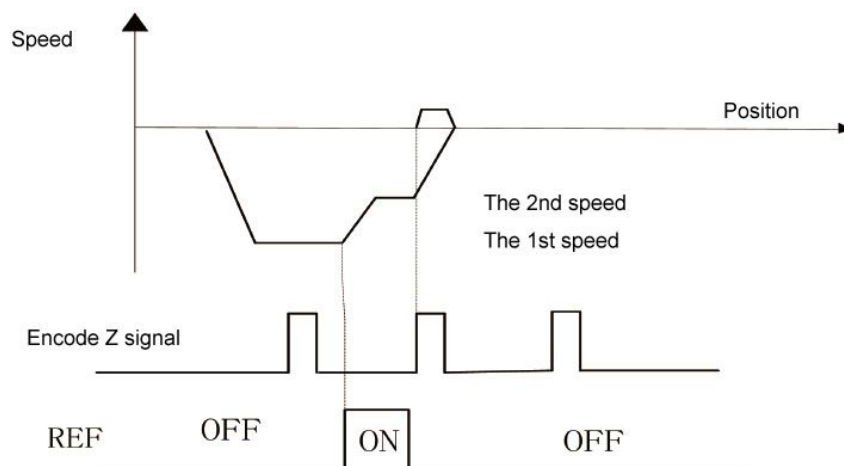 Speed
Position
The 2nd speed
The 1st speed
Encode Z signal
REF OFF ON OFF